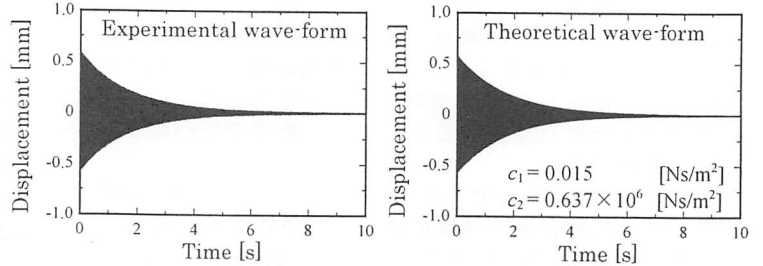 Experimental wave-form
Displacement [mm]
1.0
0.5
0
-0.5
-1.0
0 2 4 6 8 10
Time [s]
Theoretical wave-form
Displacement [mm]
1.0
0.5
0
-0.5
-1.0
c₁= 0.015 [Ns/m²]
c₂= 0.637×10⁶ [Ns/m²]
0 2 4 6 8 10
Time [s]